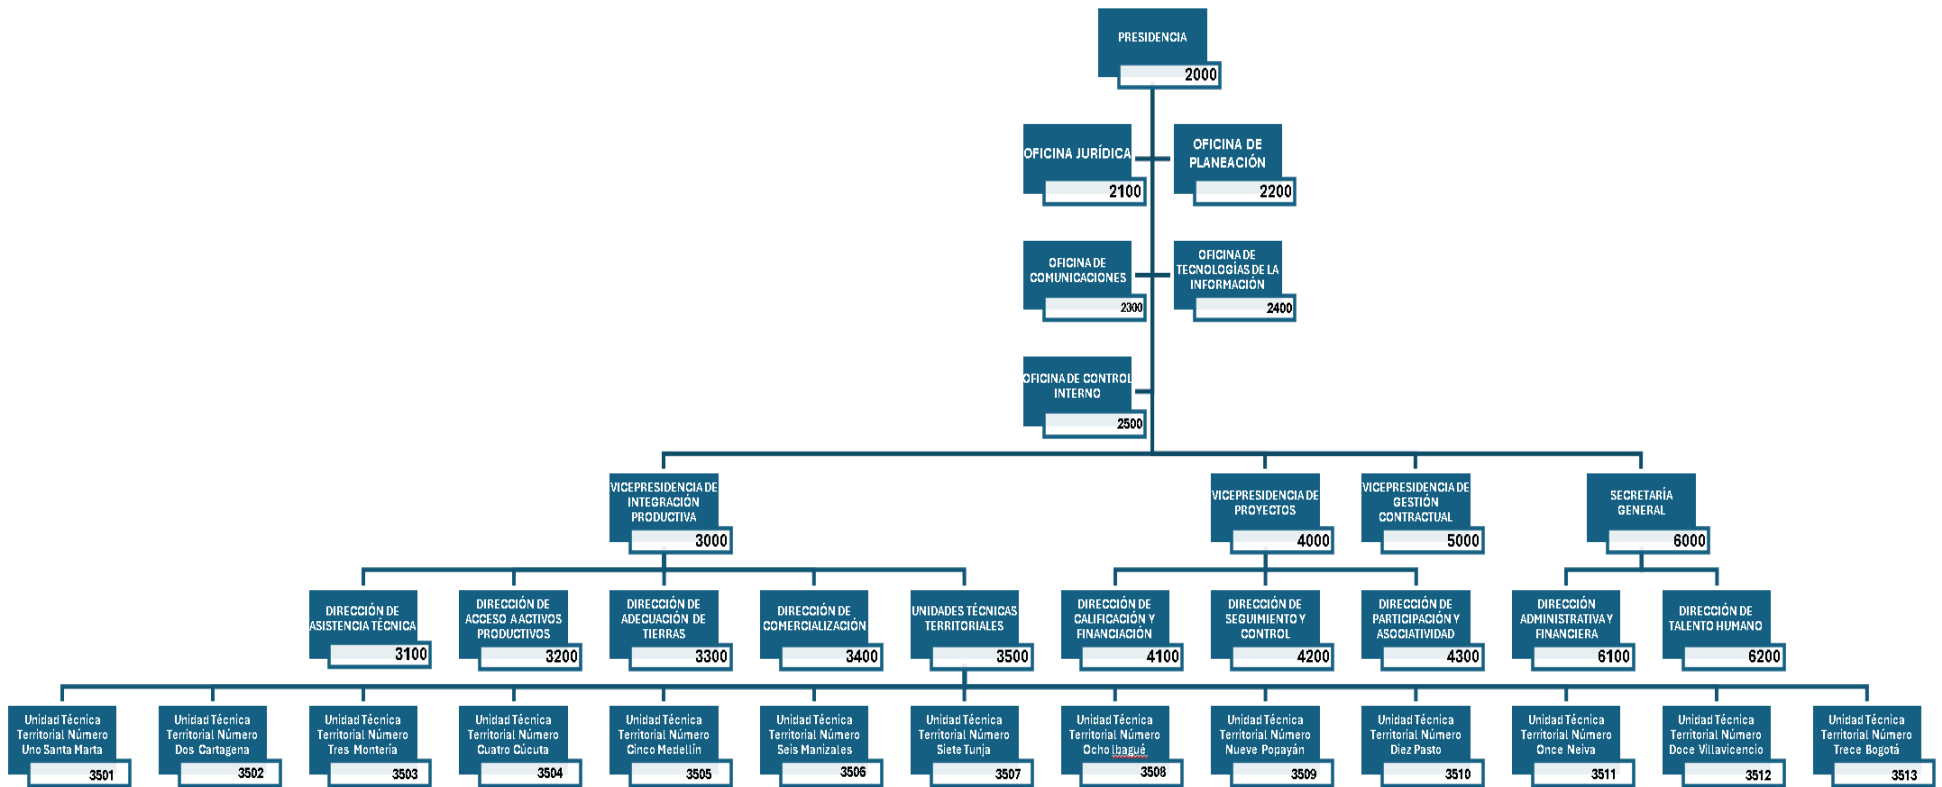 PRESIDENCIA
2000
OFICINA JURÍDICA
2100
OFICINA DE
PLANEACIÓN
2200
OFICINA DE
COMUNICACIONES
2300
OFICINA DE
TECNOLOGÍAS DE LA
INFORMACIÓN
2400
OFICINA DE CONTROL
INTERNO
2500
VICEPRESIDENCIA DE
INTEGRACIÓN
PRODUCTIVA
3000
VICEPRESIDENCIA DE
PROYECTOS
4000
VICEPRESIDENCIA DE
GESTIÓN
CONTRACTUAL
5000
SECRETARÍA
GENERAL
6000
DIRECCIÓN DE
ASISTENCIA TÉCNICA
3100
DIRECCIÓN DE
ACCESO A ACTIVOS
PRODUCTIVOS
3200
DIRECCIÓN DE
ADECUACIÓN DE
TIERRAS
3300
DIRECCIÓN DE
COMERCIALIZACIÓN
3400
UNIDADES TÉCNICAS
TERRITORIALES
3500
DIRECCIÓN DE
CALIFICACIÓN Y
FINANCIACIÓN
4100
DIRECCIÓN DE
SEGUIMIENTO Y
CONTROL
4200
DIRECCIÓN DE
PARTICIPACIÓN Y
ASOCIATIVIDAD
4300
DIRECCIÓN
ADMINISTRATIVA Y
FINANCIERA
6100
DIRECCIÓN DE
TALENTO HUMANO
6200
Unidad Técnica
Territorial Número
Uno Santa Marta
3501
Unidad Técnica
Territorial Número
Dos Cartagena
3502
Unidad Técnica
Territorial Número
Tres Montería
3503
Unidad Técnica
Territorial Número
Cuatro Cúcuta
3504
Unidad Técnica
Territorial Número
Cinco Medellín
3505
Unidad Técnica
Territorial Número
Seis Manizales
3506
Unidad Técnica
Territorial Número
Siete Tunja
3507
Unidad Técnica
Territorial Número
Ocho Ibagué
3508
Unidad Técnica
Territorial Número
Nueve Popayán
3509
Unidad Técnica
Territorial Número
Diez Pasto
3510
Unidad Técnica
Territorial Número
Once Neiva
3511
Unidad Técnica
Territorial Número
Doce Villavicencio
3512
Unidad Técnica
Territorial Número
Trece Bogotá
3513